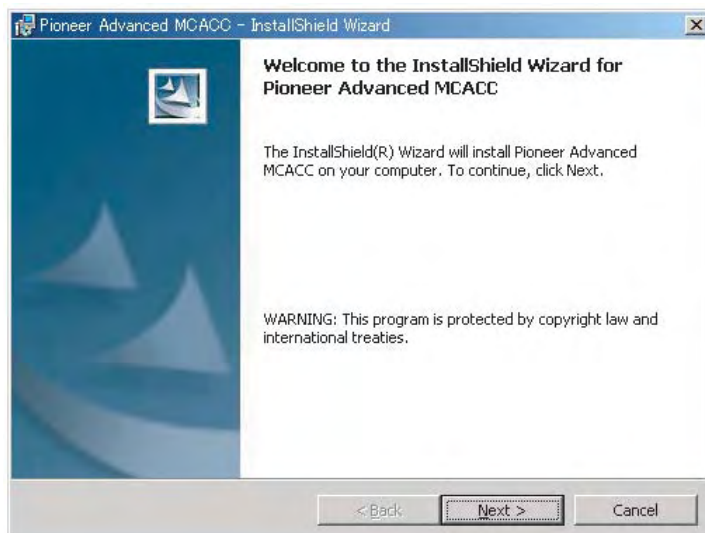 Pioneer Advanced MCACC - InstallShield Wizard
Welcome to the InstallShield Wizard for
Pioneer Advanced MCACC
The InstallShield(R) Wizard will install Pioneer Advanced
MCACC on your computer. To continue, click Next.
WARNING: This program is protected by copyright law and
international treaties.
< Back
Next >
Cancel